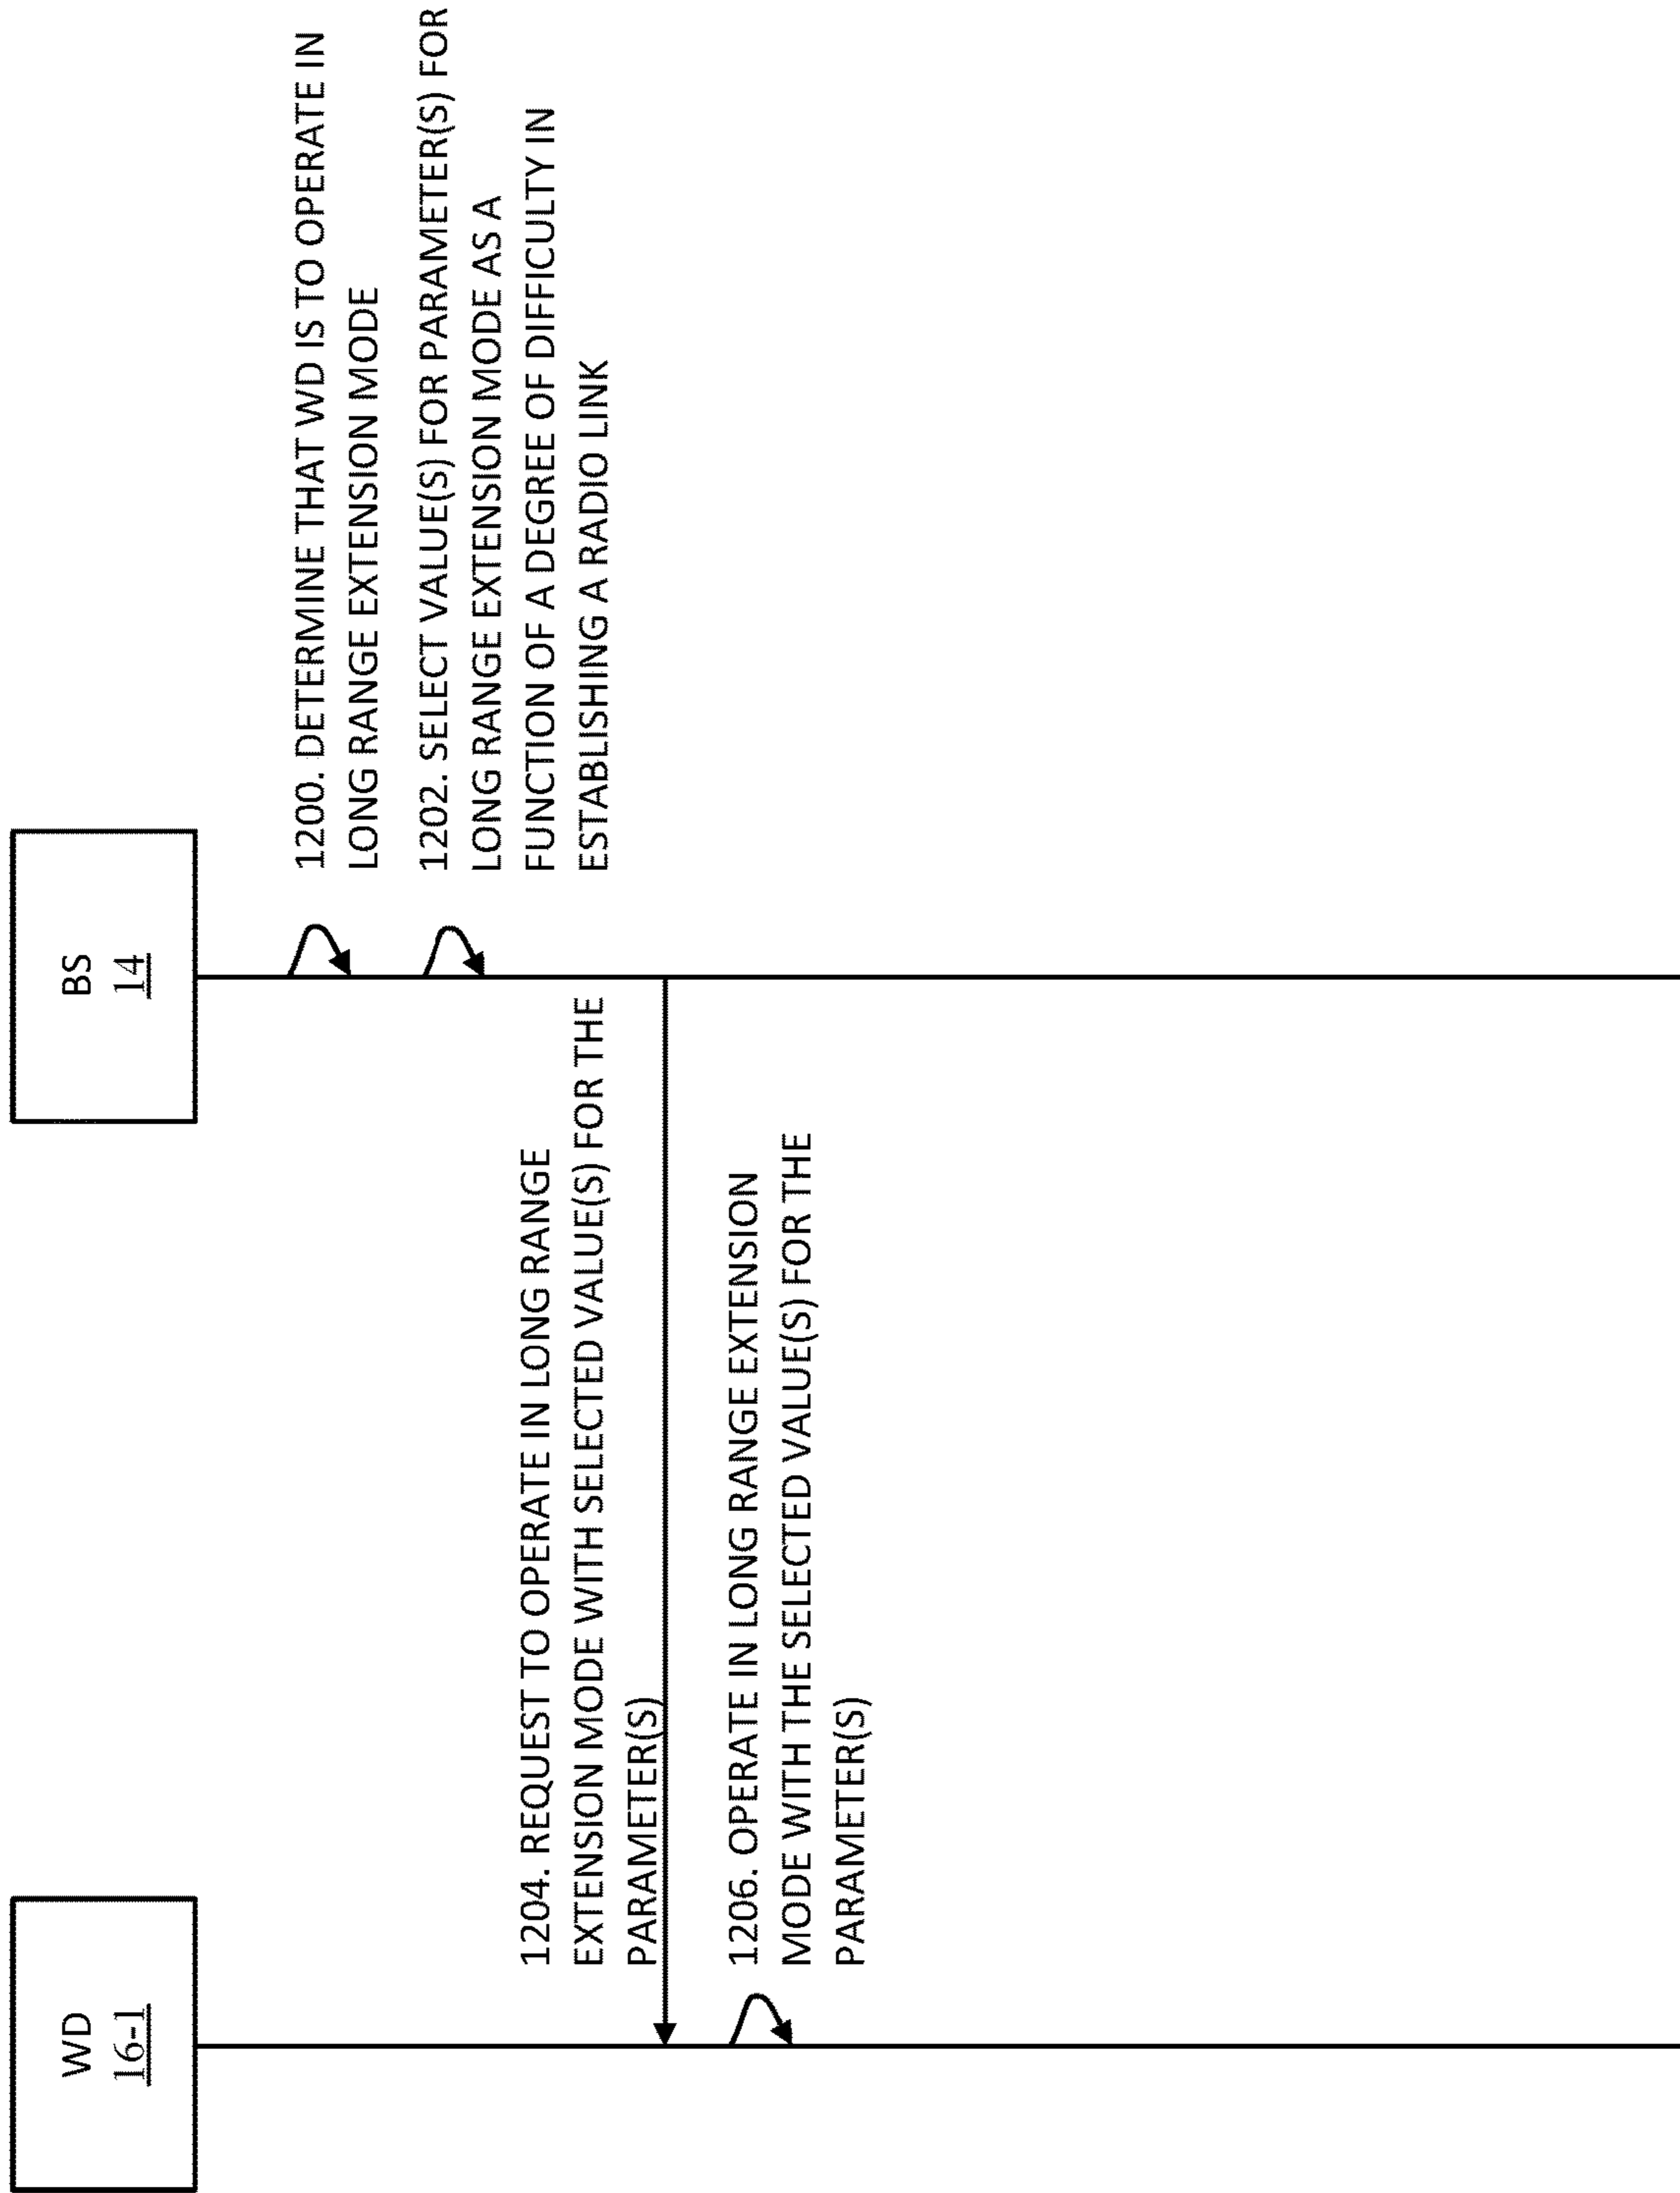 WD
16-1
BS
14
1200. DETERMINE THAT WD IS TO OPERATE IN
LONG RANGE EXTENSION MODE
1202. SELECT VALUE(S) FOR PARAMETER(S) FOR
LONG RANGE EXTENSION MODE AS A
FUNCTION OF A DEGREE OF DIFFICULTY IN
ESTABLISHING A RADIO LINK
1204. REQUEST TO OPERATE IN LONG RANGE
EXTENSION MODE WITH SELECTED VALUE(S) FOR THE
PARAMETER(S)
1206. OPERATE IN LONG RANGE EXTENSION
MODE WITH THE SELECTED VALUE(S) FOR THE
PARAMETER(S)